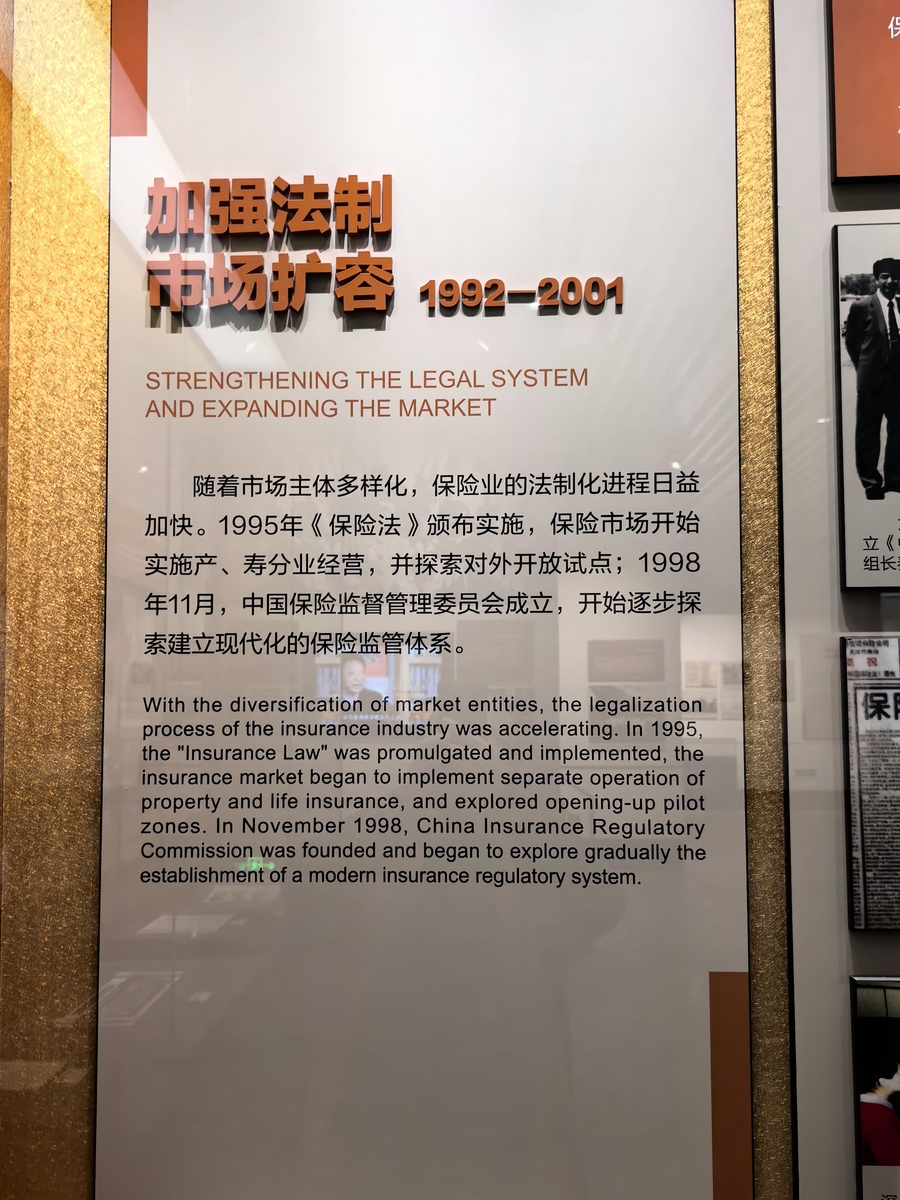 加强法制
市场扩容 1992—2001
STRENGTHENING THE LEGAL SYSTEM
AND EXPANDING THE MARKET
随着市场主体多样化，保险业的法制化进程日益
加快。1995年《保险法》颁布实施，保险市场开始
实施产、寿分业经营，并探索对外开放试点；1998
年11月，中国保险监督管理委员会成立，开始逐步探
索建立现代化的保险监管体系。
With the diversification of market entities, the legalization
process of the insurance industry was accelerating. In 1995,
the "Insurance Law" was promulgated and implemented, the
insurance market began to implement separate operation of
property and life insurance, and explored opening-up pilot
zones. In November 1998, China Insurance Regulatory
Commission was founded and began to explore gradually the
establishment of a modern insurance regulatory system.
保
立《
组长
祝
保